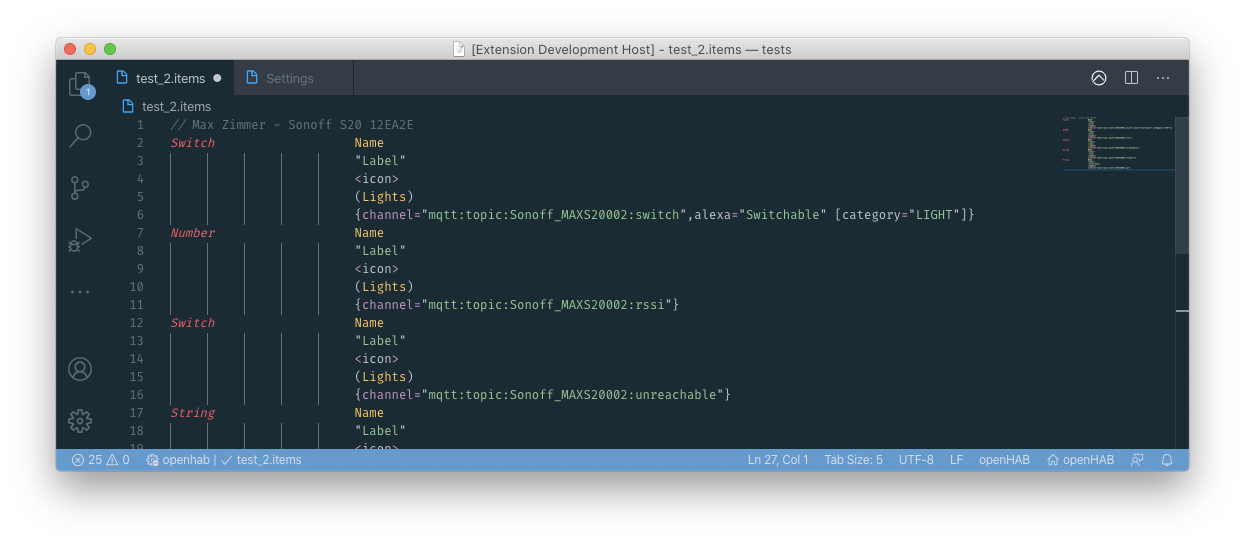 [Extension Development Host] - test_2.items — tests
test_2.items ● Settings
1
test_2.items
1 // Max Zimmer - Sonoff S20 12EA2E
2 Switch Name
3 "Label"
4 <icon>
5 (Lights)
6 {channel="mqtt:topic:Sonoff_MAXS20002:switch",alexa="Switchable" [category="LIGHT"]}
7 Number Name
8 "Label"
9 <icon>
10 (Lights)
11 {channel="mqtt:topic:Sonoff_MAXS20002:rssi"}
12 Switch Name
13 "Label"
14 <icon>
15 (Lights)
16 {channel="mqtt:topic:Sonoff_MAXS20002:unreachable"}
17 String Name
18 "Label"
19 <icon>
25 0 openhab | ✓ test_2.items Ln 27, Col 1 Tab Size: 5 UTF-8 LF openHAB openHAB